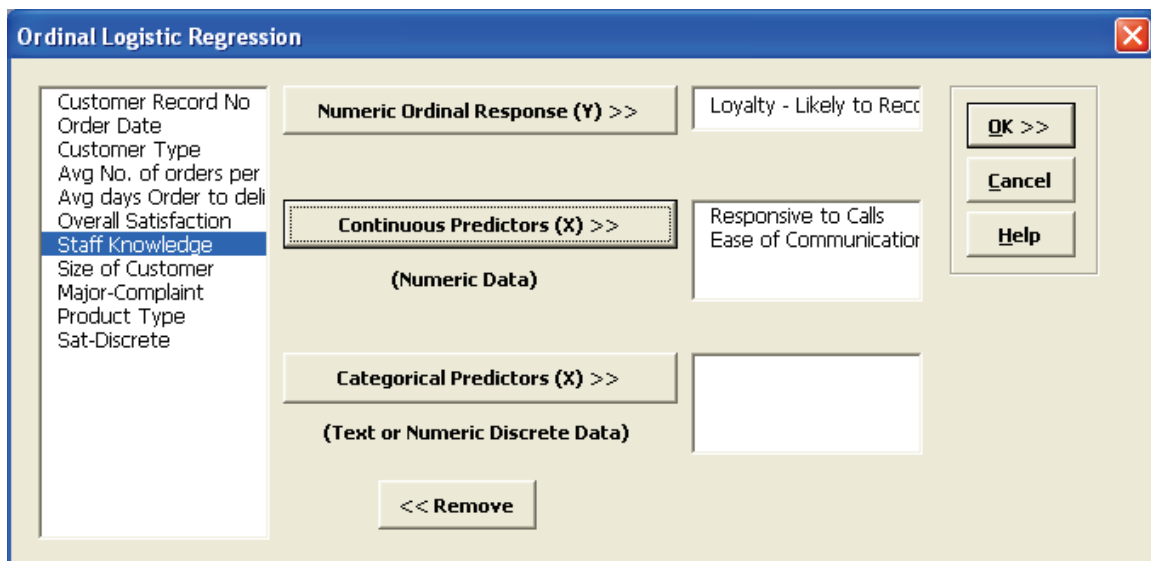 Ordinal Logistic Regression
Customer Record No
Order Date
Customer Type
Avg No. of orders per
Avg days Order to deli
Overall Satisfaction
Staff Knowledge
Size of Customer
Major-Complaint
Product Type
Sat-Discrete
Numeric Ordinal Response (Y) >>
Loyalty - Likely to Reco
Continuous Predictors (X) >>
(Numeric Data)
Responsive to Calls
Ease of Communication
Categorical Predictors (X) >>
(Text or Numeric Discrete Data)
<< Remove
OK >>
Cancel
Help